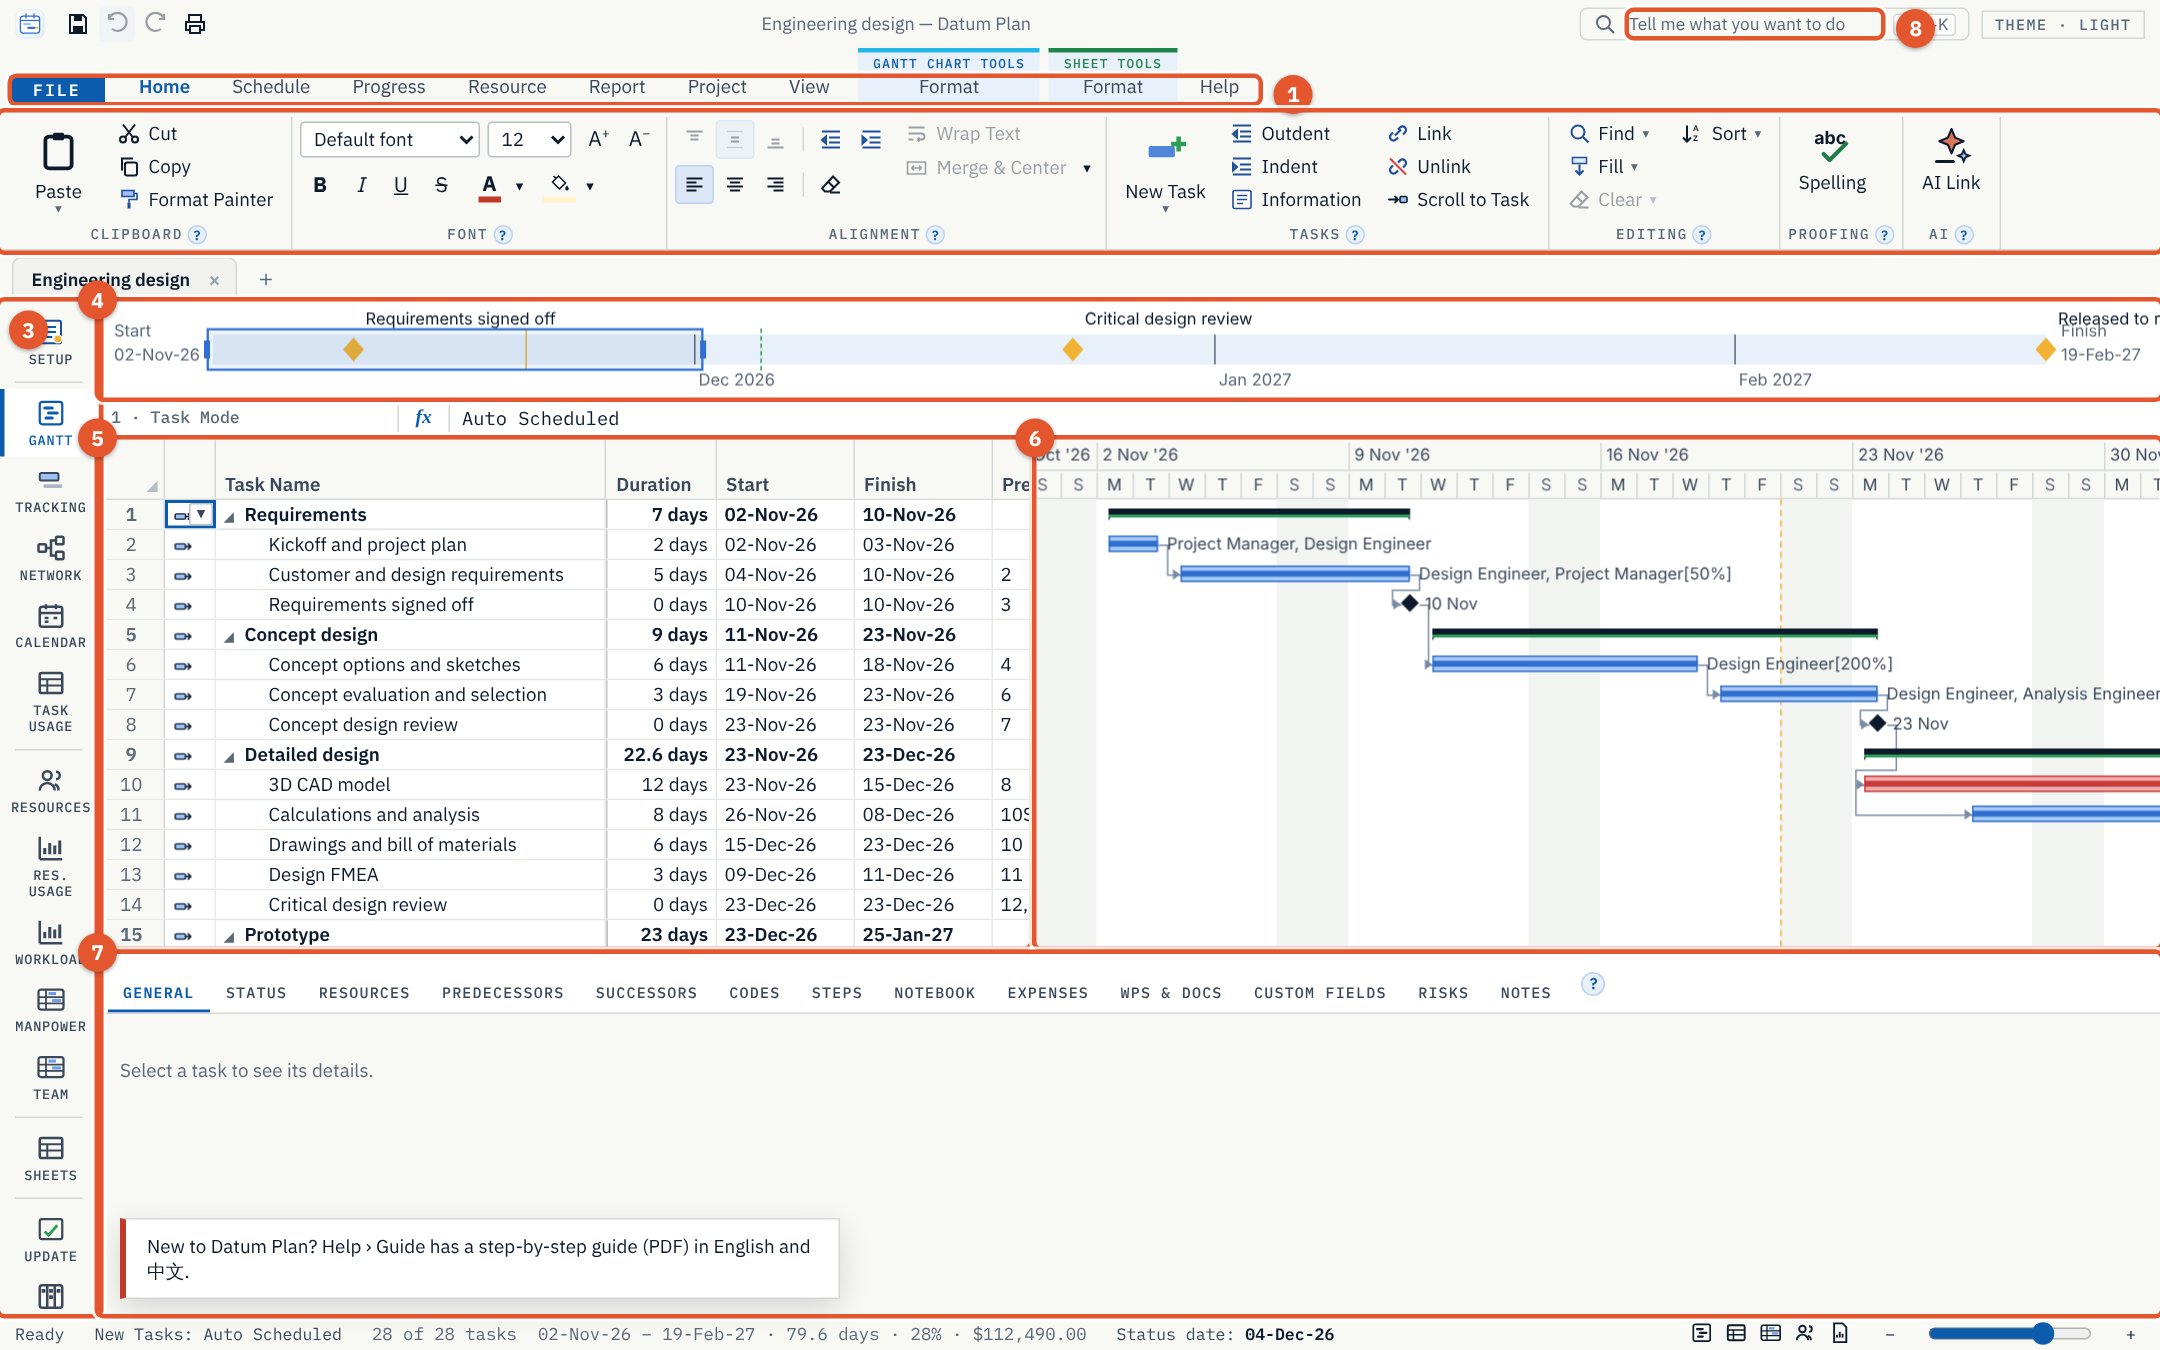 Engineering design — Datum Plan
Tell me what you want to do
8
K
THEME · LIGHT
GANTT CHART TOOLS
SHEET TOOLS
FILE
Home
Schedule
Progress
Resource
Report
Project
View
Format
Format
Help
1
Paste
Cut
Copy
Format Painter
CLIPBOARD ?
Default font
12
A+ A−
B I U S A
FONT ?
Wrap Text
Merge & Center
ALIGNMENT ?
New Task
Outdent
Indent
Information
Link
Unlink
Scroll to Task
TASKS ?
Find
Sort
Fill
Clear
EDITING ?
abc
Spelling
PROOFING ?
AI Link
AI ?
Engineering design × +
4
3
SETUP
GANTT
TRACKING
NETWORK
CALENDAR
TASK
USAGE
RESOURCES
RES.
USAGE
WORKLOA
MANPOWER
TEAM
SHEETS
UPDATE
Start
02-Nov-26
Requirements signed off
Critical design review
Released to
Finish
19-Feb-27
Dec 2026
Jan 2027
Feb 2027
1 · Task Mode
fx
Auto Scheduled
5
6
Task Name Duration Start Finish Pre
1 Requirements 7 days 02-Nov-26 10-Nov-26
2 Kickoff and project plan 2 days 02-Nov-26 03-Nov-26
3 Customer and design requirements 5 days 04-Nov-26 10-Nov-26 2
4 Requirements signed off 0 days 10-Nov-26 10-Nov-26 3
5 Concept design 9 days 11-Nov-26 23-Nov-26
6 Concept options and sketches 6 days 11-Nov-26 18-Nov-26 4
7 Concept evaluation and selection 3 days 19-Nov-26 23-Nov-26 6
8 Concept design review 0 days 23-Nov-26 23-Nov-26 7
9 Detailed design 22.6 days 23-Nov-26 23-Dec-26
10 3D CAD model 12 days 23-Nov-26 15-Dec-26 8
11 Calculations and analysis 8 days 26-Nov-26 08-Dec-26 10S
12 Drawings and bill of materials 6 days 15-Dec-26 23-Dec-26 10
13 Design FMEA 3 days 09-Dec-26 11-Dec-26 11
14 Critical design review 0 days 23-Dec-26 23-Dec-26 12,
15 Prototype 23 days 23-Dec-26 25-Jan-27
Oct '26 2 Nov '26 9 Nov '26 16 Nov '26 23 Nov '26 30 No
S S M T W T F S S M T W T F S S M T W T F S S M T W T F S S M T
Project Manager, Design Engineer
Design Engineer, Project Manager[50%]
10 Nov
Design Engineer[200%]
Design Engineer, Analysis Engineer
23 Nov
7
GENERAL STATUS RESOURCES PREDECESSORS SUCCESSORS CODES STEPS NOTEBOOK EXPENSES WPS & DOCS CUSTOM FIELDS RISKS NOTES ?
Select a task to see its details.
New to Datum Plan? Help › Guide has a step-by-step guide (PDF) in English and
中文.
Ready New Tasks: Auto Scheduled 28 of 28 tasks 02-Nov-26 – 19-Feb-27 · 79.6 days · 28% · $112,490.00 Status date: 04-Dec-26 − +